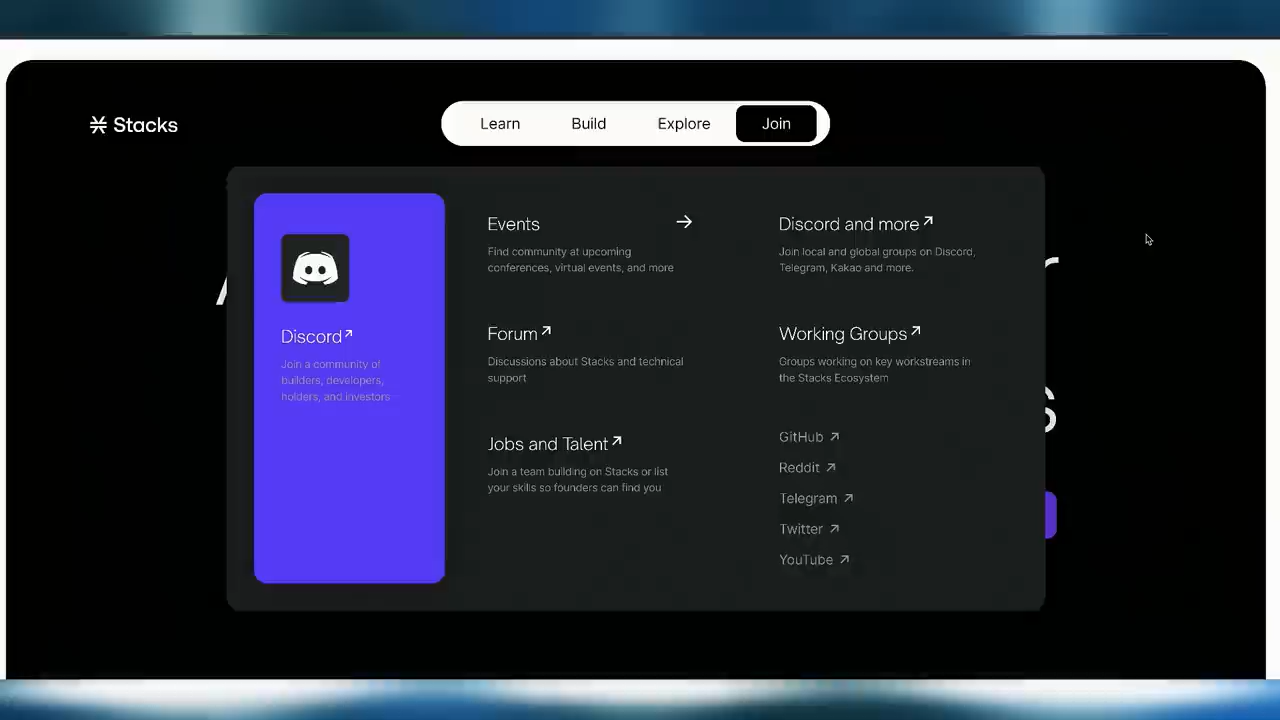 Stacks
Learn
Build
Explore
Join
Discord
Join a community of
builders, developers,
holders, and investors
Events
Find community at upcoming
conferences, virtual events, and more
Forum
Discussions about Stacks and technical
support
Jobs and Talent
Join a team building on Stacks or list
your skills so founders can find you
Discord and more
Join local and global groups on Discord,
Telegram, Kakao and more.
Working Groups
Groups working on key workstreams in
the Stacks Ecosystem
GitHub
Reddit
Telegram
Twitter
YouTube